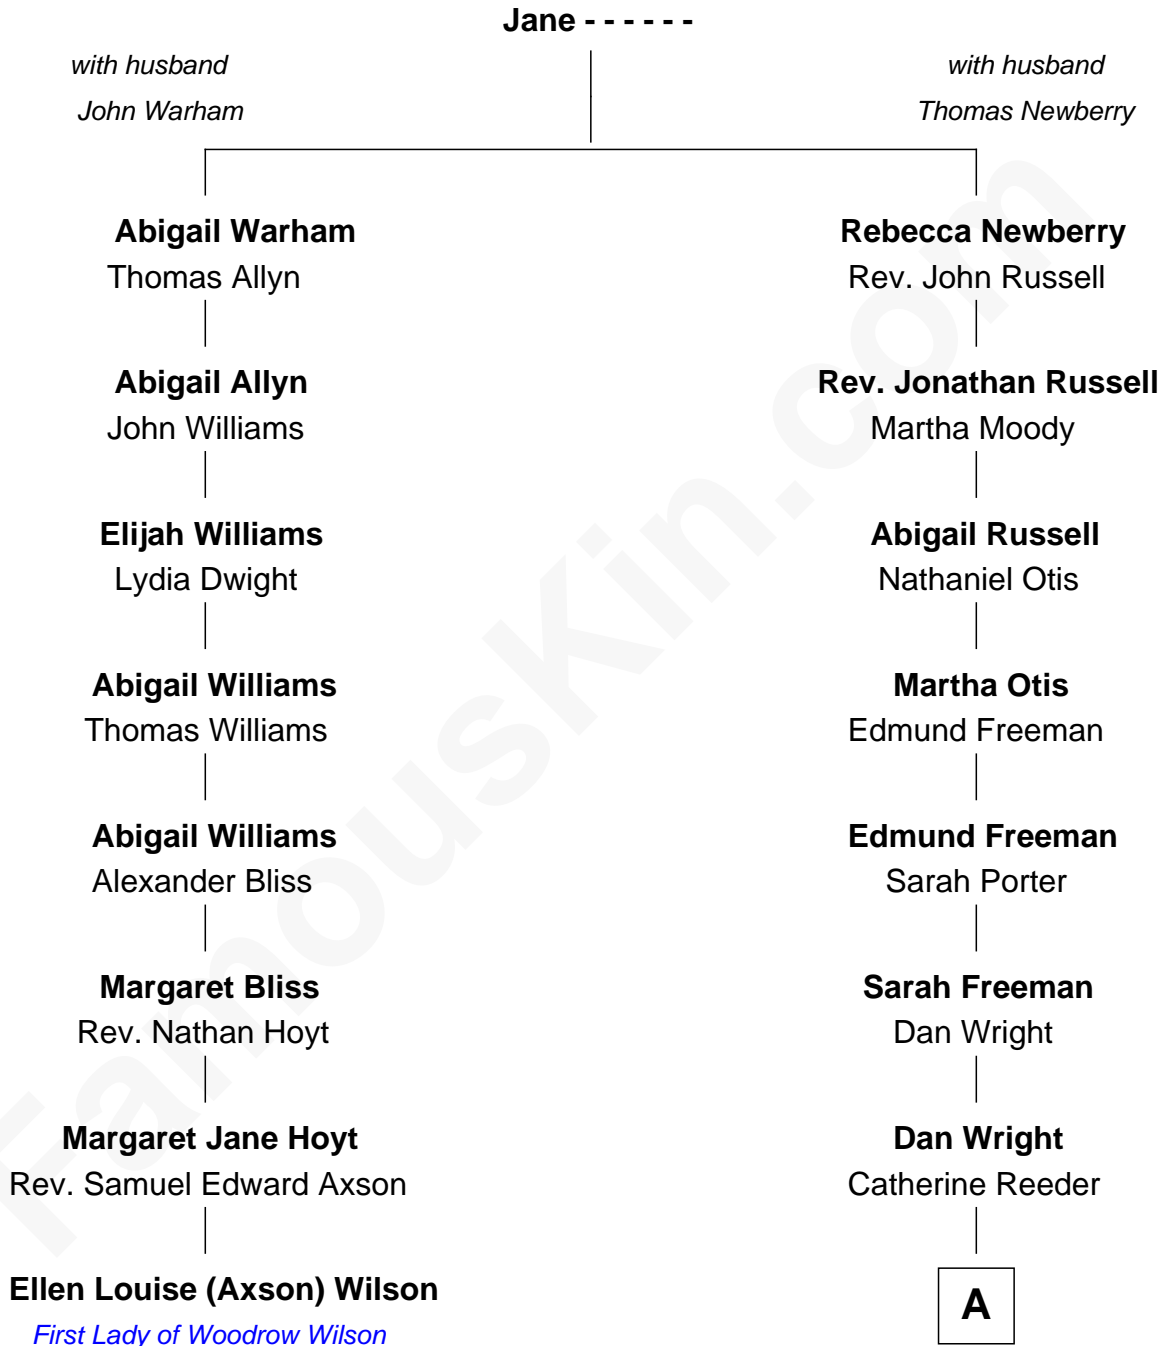 Jane - - - - - -
with husband
John Warham
with husband
Thomas Newberry
Abigail Warham
Thomas Allyn
Rebecca Newberry
Rev. John Russell
Abigail Allyn
John Williams
Rev. Jonathan Russell
Martha Moody
Elijah Williams
Lydia Dwight
Abigail Russell
Nathaniel Otis
Abigail Williams
Thomas Williams
Martha Otis
Edmund Freeman
Abigail Williams
Alexander Bliss
Edmund Freeman
Sarah Porter
Margaret Bliss
Rev. Nathan Hoyt
Sarah Freeman
Dan Wright
Margaret Jane Hoyt
Rev. Samuel Edward Axson
Dan Wright
Catherine Reeder
Ellen Louise (Axson) Wilson
First Lady of Woodrow Wilson
A
FamousKin.com